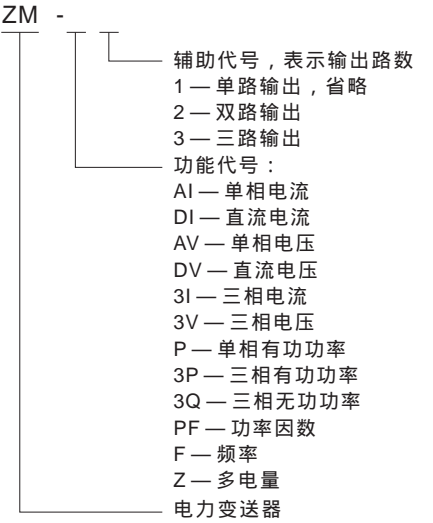 ZM -
辅助代号，表示输出路数
1 — 单路输出，省略
2 — 双路输出
3 — 三路输出
功能代号：
AI — 单相电流
DI — 直流电流
AV — 单相电压
DV — 直流电压
3I — 三相电流
3V — 三相电压
P — 单相有功功率
3P — 三相有功功率
3Q — 三相无功功率
PF — 功率因数
F — 频率
Z — 多电量
电力变送器